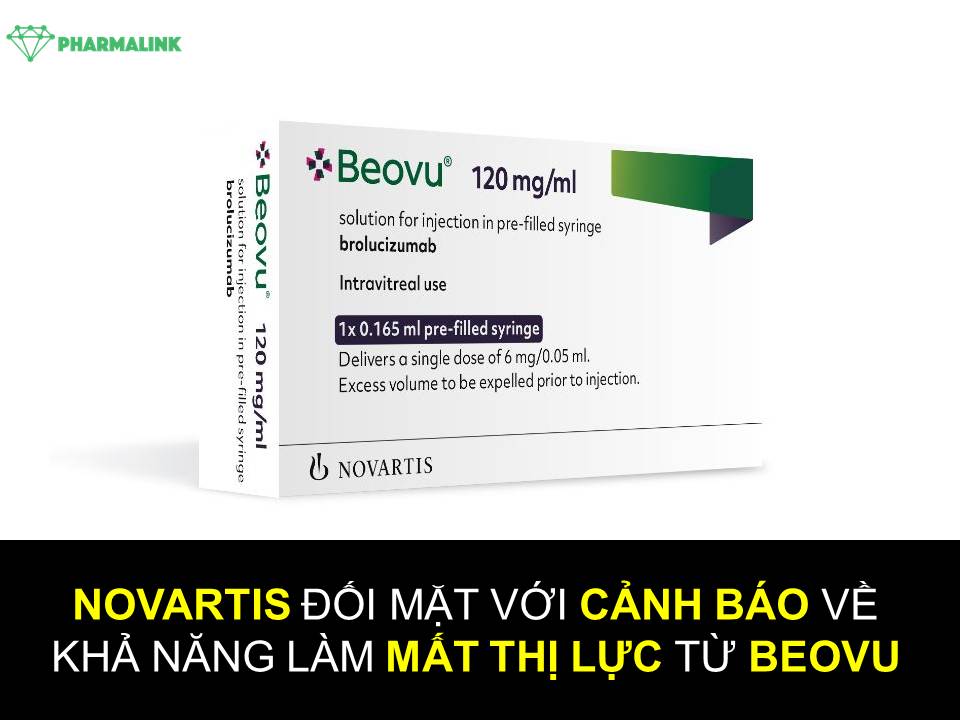 PHARMALINK
Beovu® 120 mg/ml
solution for injection in pre-filled syringe
brolucizumab
Intravitreal use
1 x 0.165 ml pre-filled syringe
Delivers a single dose of 6 mg/0.05 ml.
Excess volume to be expelled prior to injection.
NOVARTIS
Beovu® 120 mg/ml
solution for injection in pre-filled syringe
brolucizumab
NOVARTIS ĐỐI MẶT VỚI CẢNH BÁO VỀ
KHẢ NĂNG LÀM MẤT THỊ LỰC TỪ BEOVU